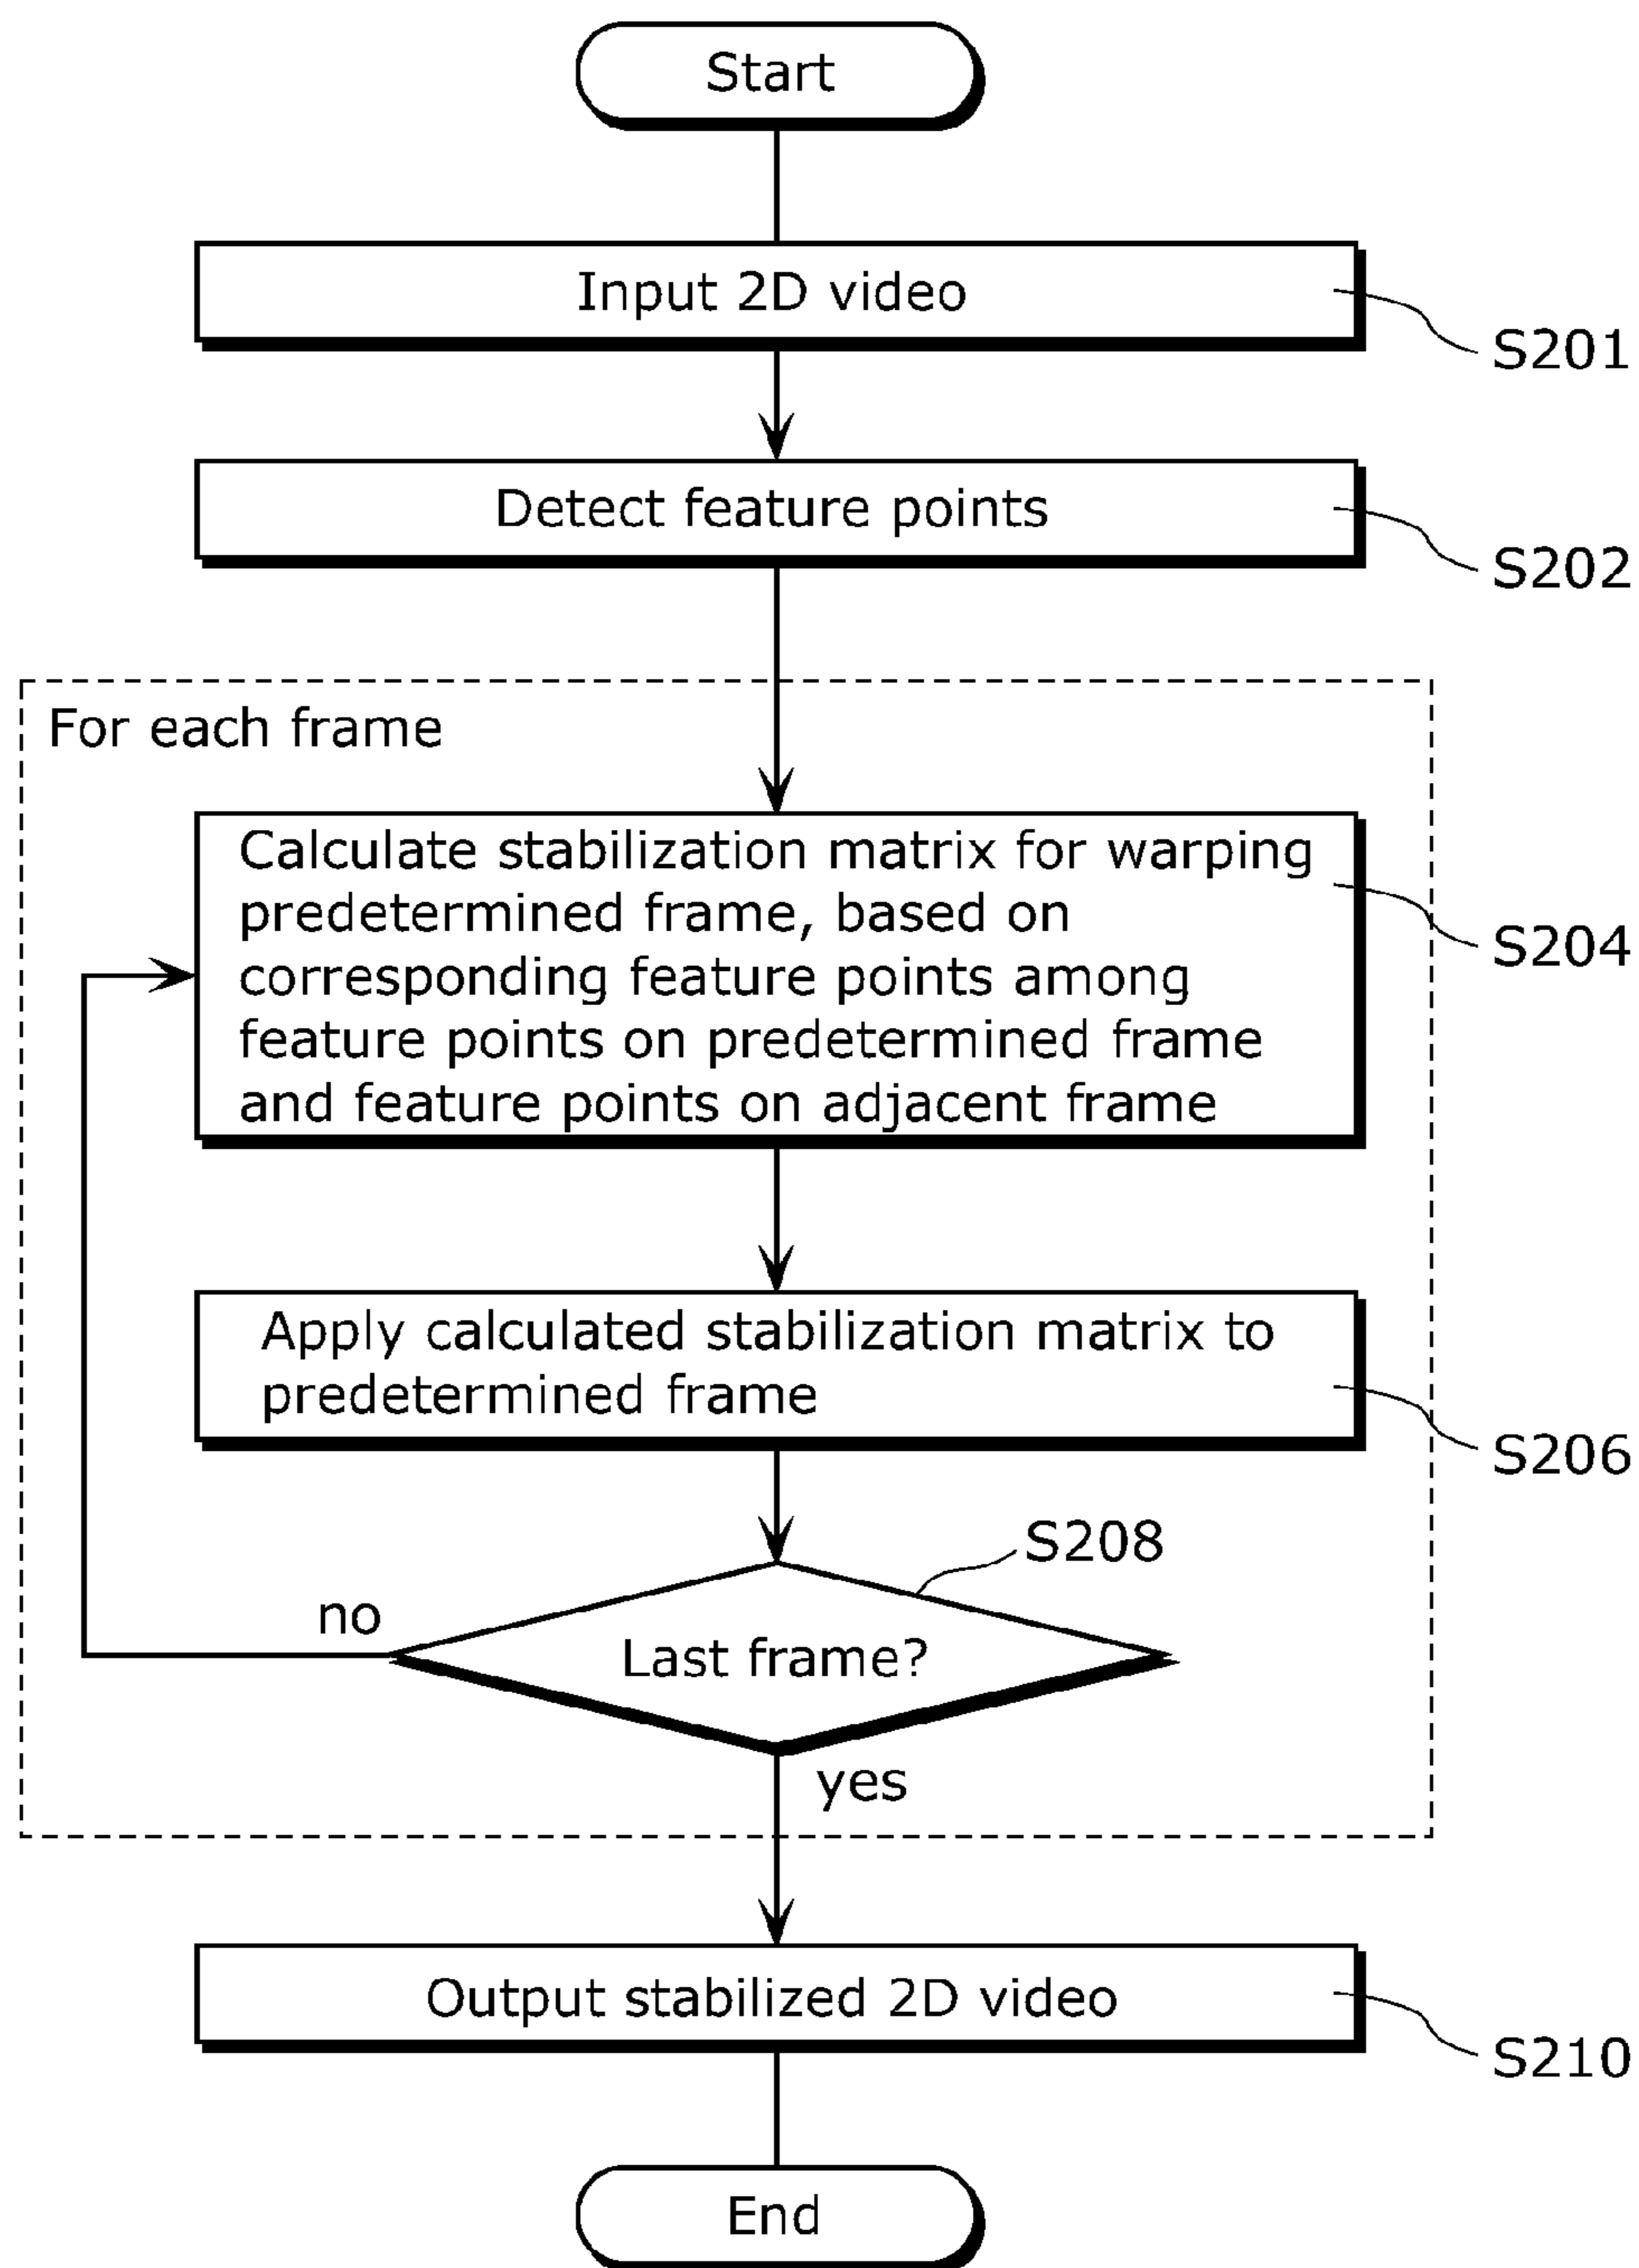 Start
Input 2D video
S201
Detect feature points
S202
For each frame
Calculate stabilization matrix for warping
predetermined frame, based on
corresponding feature points among
feature points on predetermined frame
and feature points on adjacent frame
S204
Apply calculated stabilization matrix to
predetermined frame
S206
S208
no
Last frame?
yes
Output stabilized 2D video
S210
End